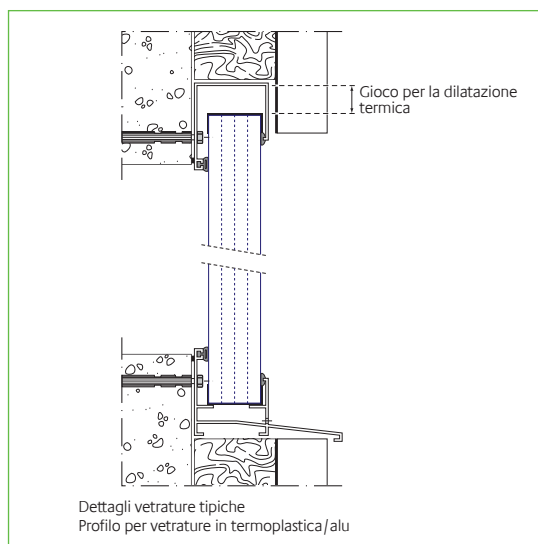 Gioco per la dilatazione
termica
Dettagli vetrature tipiche
Profilo per vetrature in termoplastica/alu